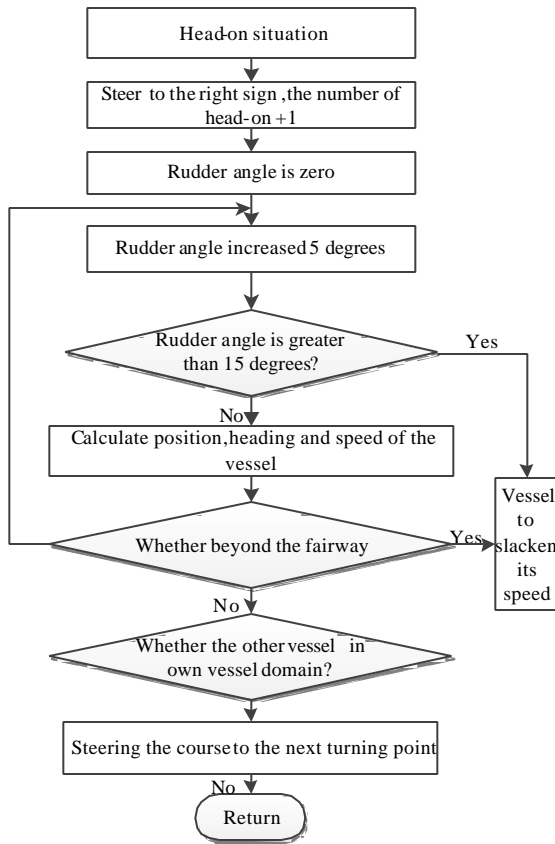 Head-on situation
Steer to the right sign ,the number of
head-on +1
Rudder angle is zero
Rudder angle increased 5 degrees
Rudder angle is greater
than 15 degrees?
Yes
No
Calculate position,heading and speed of the
vessel
Whether beyond the fairway
Yes
Vessel
to
slacken
its
speed
No
Whether the other vessel in
own vessel domain?
Steering the course to the next turning point
No
Return